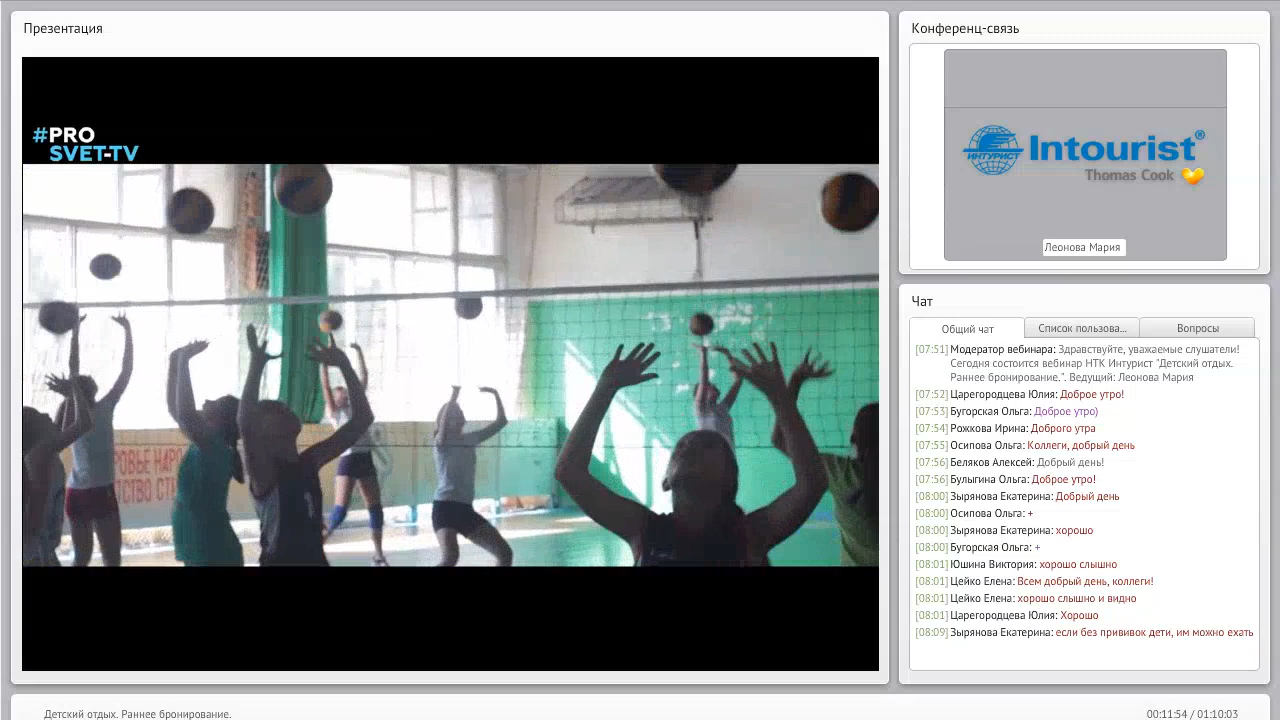 Презентация
#PRO
SVET-TV
РОВЬЕ НАРО
Конференц-связь
ИНТУРИСТ Intourist®
Thomas Cook
Леонова Мария
Чат
Общий чат Список пользова... Вопросы
[07:51] Модератор вебинара: Здравствуйте, уважаемые слушатели!
Сегодня состоится вебинар НТК Интурист "Детский отдых.
Раннее бронирование.". Ведущий: Леонова Мария
[07:52] Царегородцева Юлия: Доброе утро!
[07:53] Бугорская Ольга: Доброе утро)
[07:54] Рожкова Ирина: Доброго утра
[07:55] Осипова Ольга: Коллеги, добрый день
[07:56] Беляков Алексей: Добрый день!
[07:56] Булыгина Ольга: Доброе утро!
[08:00] Зырянова Екатерина: Добрый день
[08:00] Осипова Ольга: +
[08:00] Зырянова Екатерина: хорошо
[08:00] Бугорская Ольга: +
[08:01] Юшина Виктория: хорошо слышно
[08:01] Цейко Елена: Всем добрый день, коллеги!
[08:01] Цейко Елена: хорошо слышно и видно
[08:01] Царегородцева Юлия: Хорошо
[08:09] Зырянова Екатерина: если без прививок дети, им можно ехать
Детский отдых. Раннее бронирование.
00:11:54 / 01:10:03